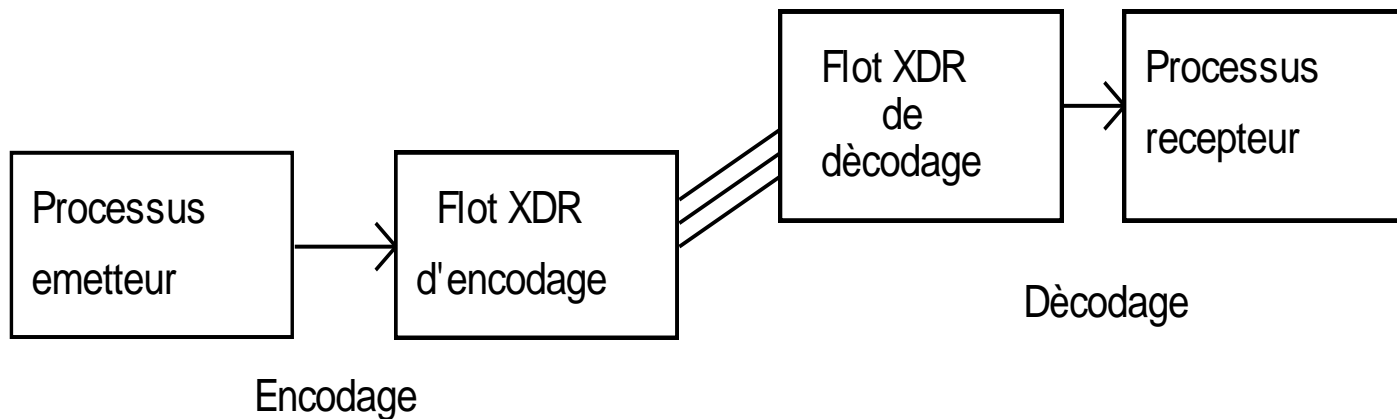 Processus
emetteur
Flot XDR
d'encodage
Encodage
Flot XDR
de
dècodage
Processus
recepteur
Dècodage